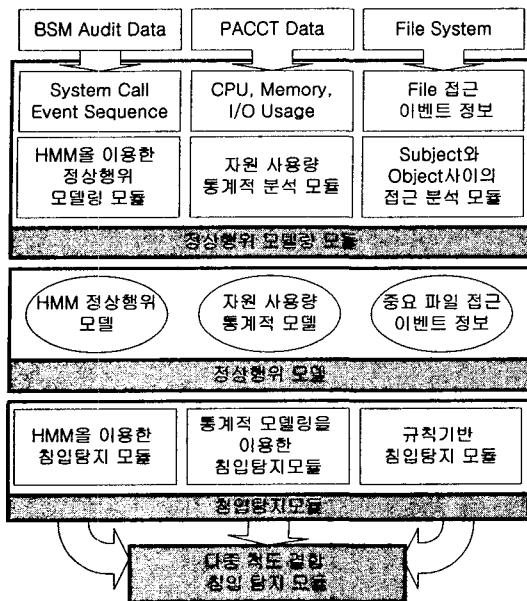 BSM Audit Data
PACCT Data
File System
System Call
Event Sequence
CPU, Memory,
I/O Usage
File 접근
이벤트 정보
HMM을 이용한
정상행위
모델링 모듈
자원 사용량
통계적 분석 모듈
Subject와
Object사이의
접근 분석 모듈
정상행위 모델링 모듈
HMM 정상행위
모델
자원 사용량
통계적 모델
중요 파일 접근
이벤트 정보
정상행위 모델
HMM을 이용한
침입탐지 모듈
통계적 모델링을
이용한
침입탐지모듈
규칙기반
침입탐지 모듈
침입탐지모듈
다중 척도 결합
침입 탐지 모듈